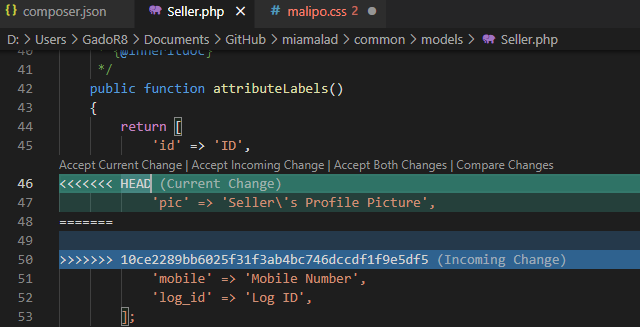 composer.json Seller.php × malipo.css 2 ●
D: > Users > GadoR8 > Documents > GitHub > miamalad > common > models > Seller.php
40 {@inheritdoc}
41 */
42 public function attributeLabels()
43 {
44 return [
45 'id' => 'ID',
Accept Current Change | Accept Incoming Change | Accept Both Changes | Compare Changes
46 <<<<<<< HEAD (Current Change)
47 'pic' => 'Seller\'s Profile Picture',
48 =======
49
50 >>>>>>> 10ce2289bb6025f31f3ab4bc746dccdf1f9e5df5 (Incoming Change)
51 'mobile' => 'Mobile Number',
52 'log_id' => 'Log ID',
53 ];